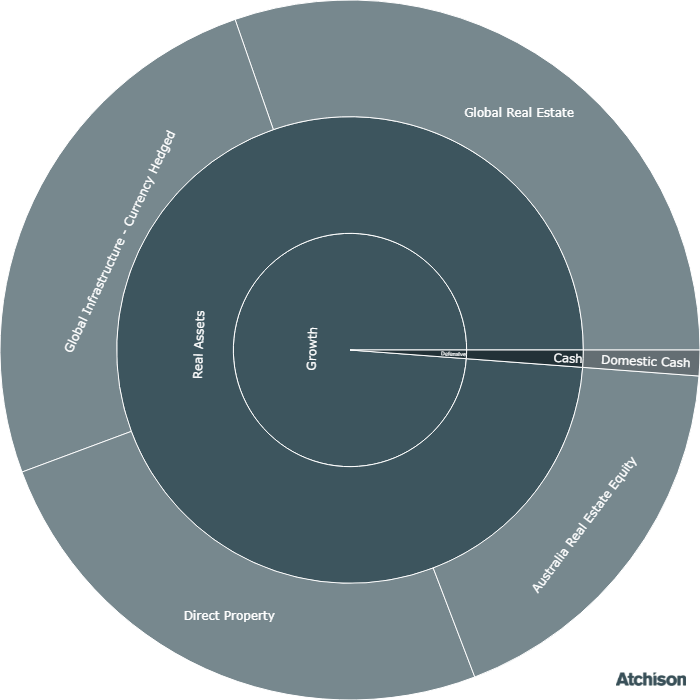 Global Real Estate
Global Infrastructure - Currency Hedged
Real Assets
Growth
Defensive
Cash
Domestic Cash
Australia Real Estate Equity
Direct Property
Atchison